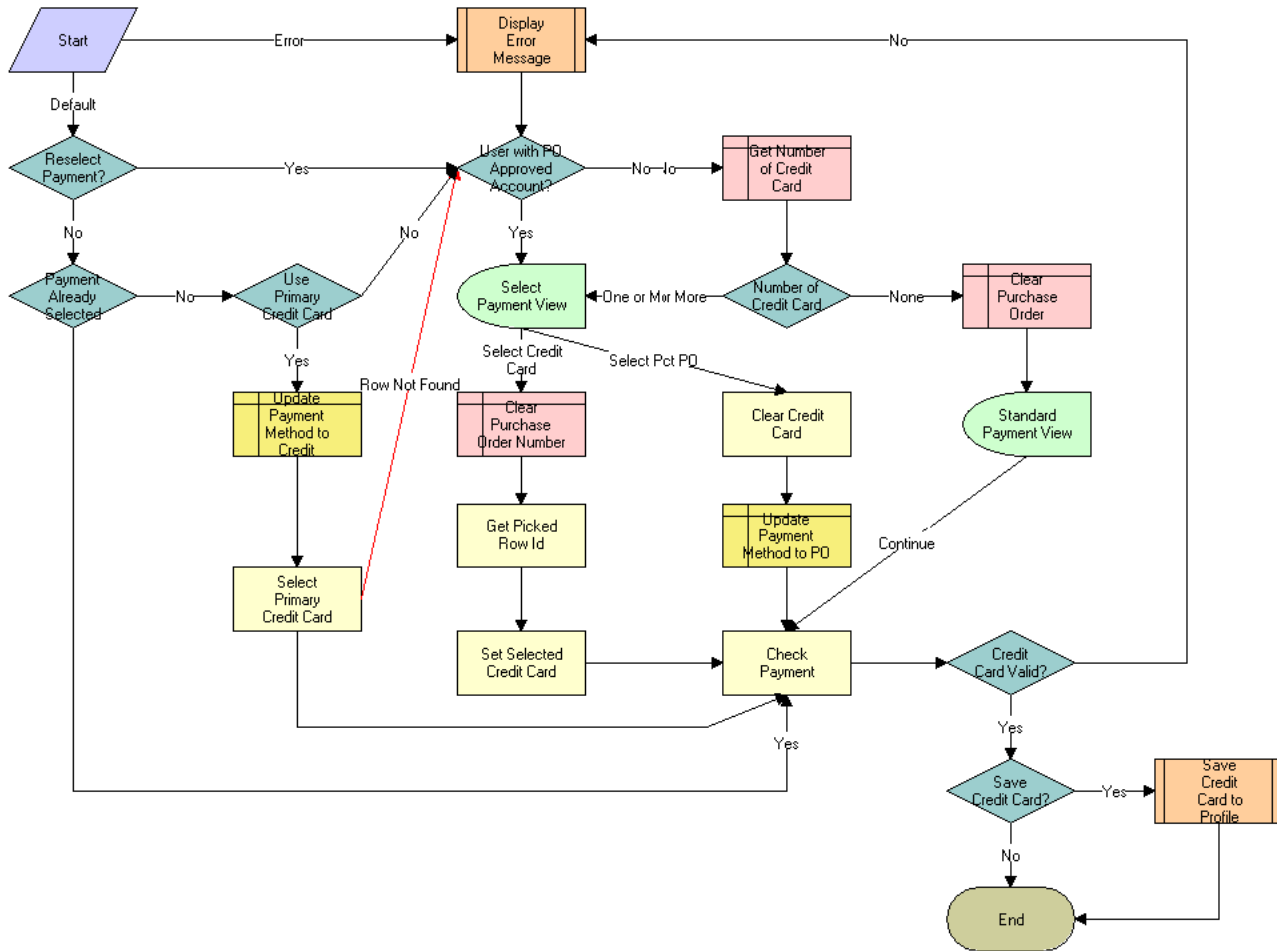 Start
Error
Display
Error
Message
No
Default
Reselect
Payment?
Yes
User with PO
Approved
Account?
No
No
Get Number
of Credit
Card
No
No
Yes
Payment
Already
Selected
No
Use
Primary
Credit Card
Select
Payment View
One or More
More
Number of
Credit Card
None
Clear
Purchase
Order
Yes
Select Credit
Card
Select Pct PO
Row Not Found
Update
Payment
Method to
Credit
Clear
Purchase
Order Number
Clear Credit
Card
Standard
Payment View
Get Picked
Row Id
Update
Payment
Method to PO
Continue
Select
Primary
Credit Card
Set Selected
Credit Card
Check
Payment
Credit
Card Valid?
Yes
Yes
Save
Credit Card?
Yes
Save
Credit
Card to
Profile
No
End